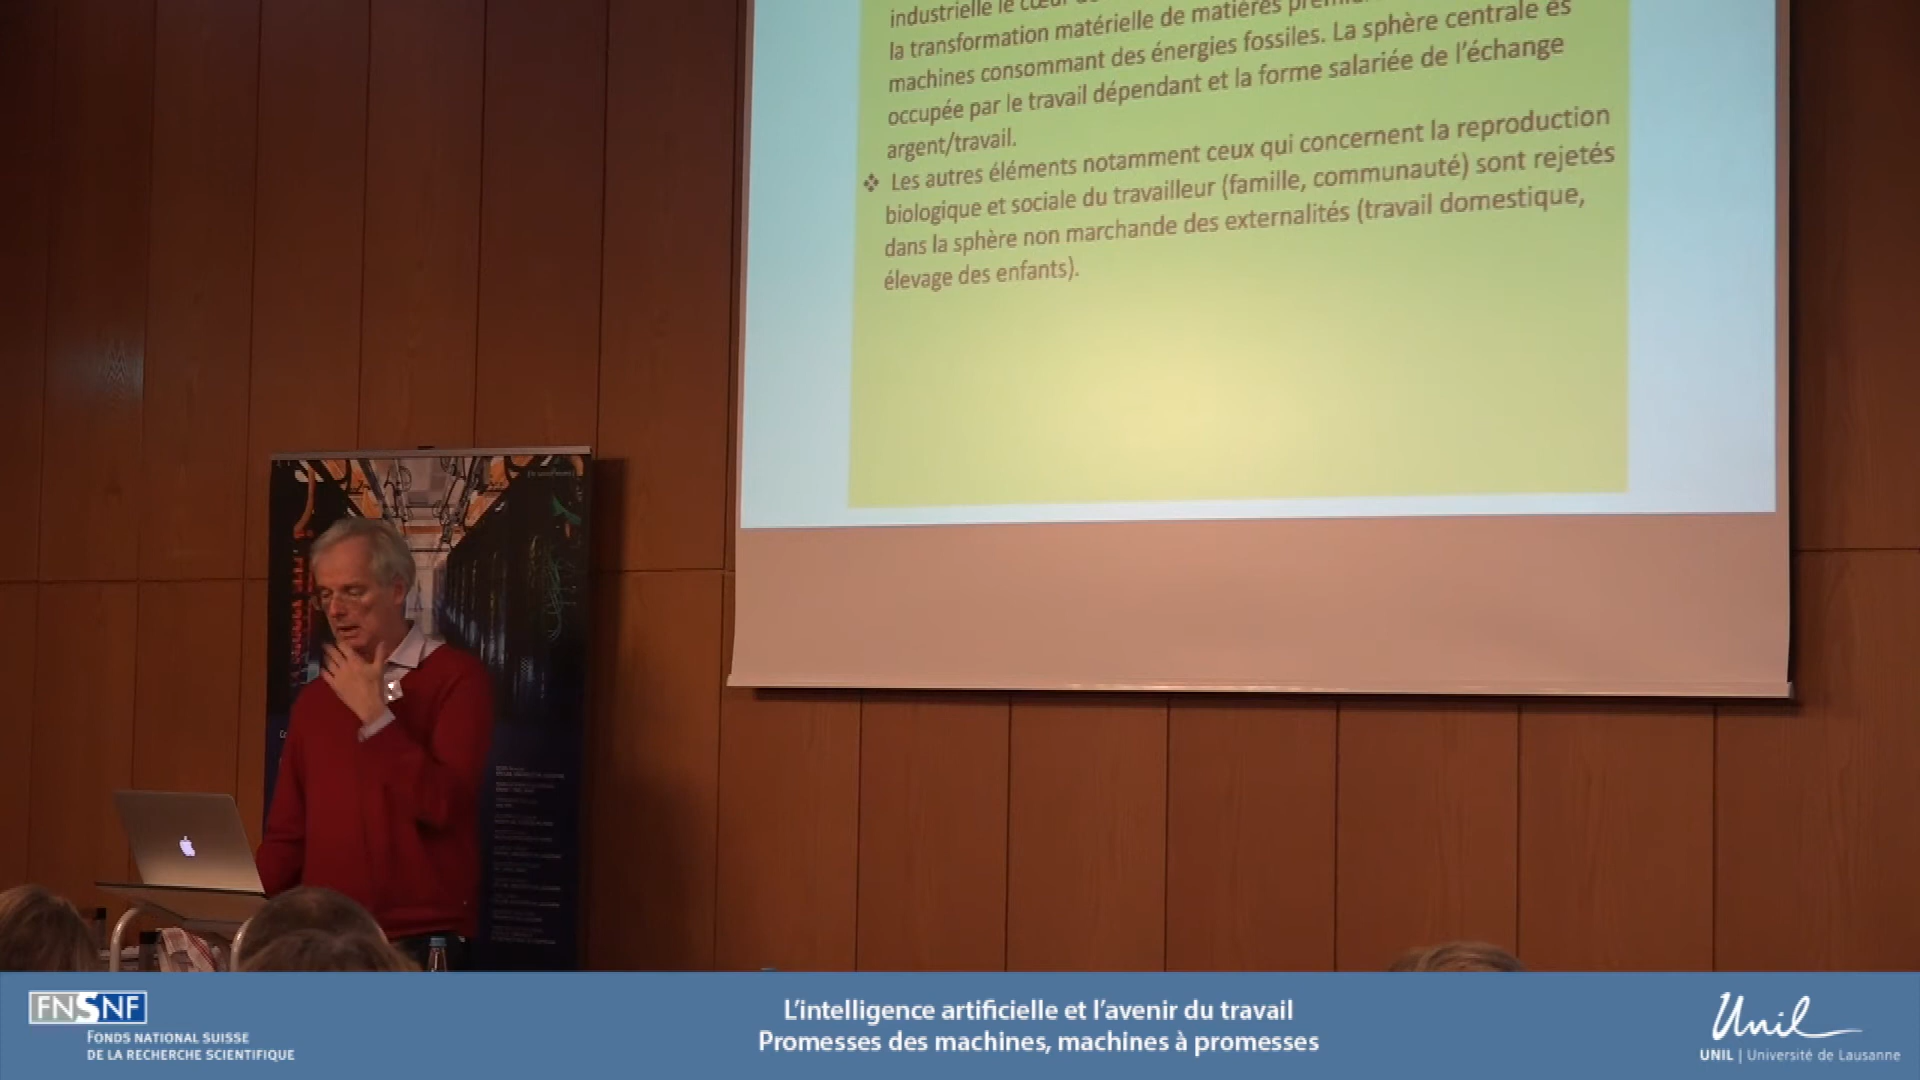 industrielle le cœur
la transformation matérielle de matières
machines consommant des énergies fossiles. La sphère centrale es
occupée par le travail dépendant et la forme salariée de l'échange
argent/travail.
❖ Les autres éléments notamment ceux qui concernent la reproduction
biologique et sociale du travailleur (famille, communauté) sont rejetés
dans la sphère non marchande des externalités (travail domestique,
élevage des enfants).
FNSNF
FONDS NATIONAL SUISSE
DE LA RECHERCHE SCIENTIFIQUE
L'intelligence artificielle et l'avenir du travail
Promesses des machines, machines à promesses
Unil
UNIL | Université de Lausanne